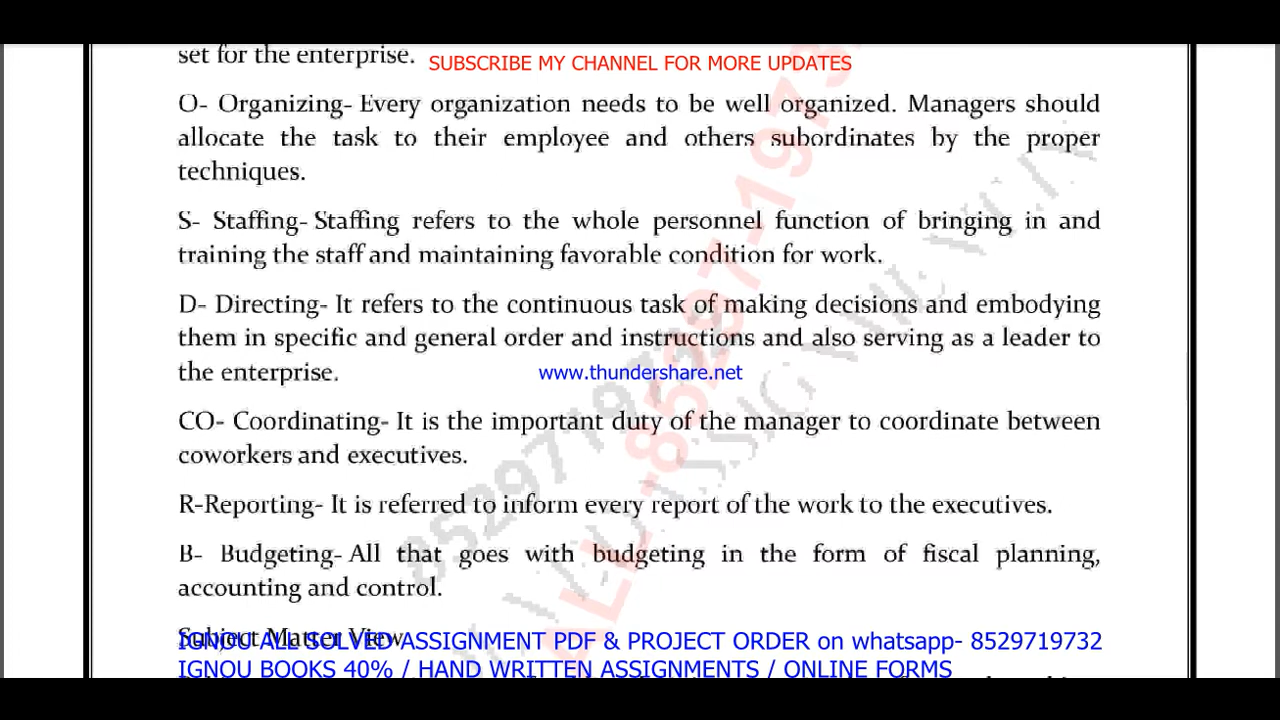 set for the enterprise.
SUBSCRIBE MY CHANNEL FOR MORE UPDATES
O- Organizing- Every organization needs to be well organized. Managers should
allocate the task to their employee and others subordinates by the proper
techniques.
S- Staffing- Staffing refers to the whole personnel function of bringing in and
training the staff and maintaining favorable condition for work.
D- Directing- It refers to the continuous task of making decisions and embodying
them in specific and general order and instructions and also serving as a leader to
the enterprise.
www.thundershare.net
CO- Coordinating- It is the important duty of the manager to coordinate between
coworkers and executives.
R-Reporting- It is referred to inform every report of the work to the executives.
B- Budgeting- All that goes with budgeting in the form of fiscal planning,
accounting and control.
Subject Matter View
IGNOU ALL SOLVED ASSIGNMENT PDF & PROJECT ORDER on whatsapp- 8529719732
IGNOU BOOKS 40% / HAND WRITTEN ASSIGNMENTS / ONLINE FORMS